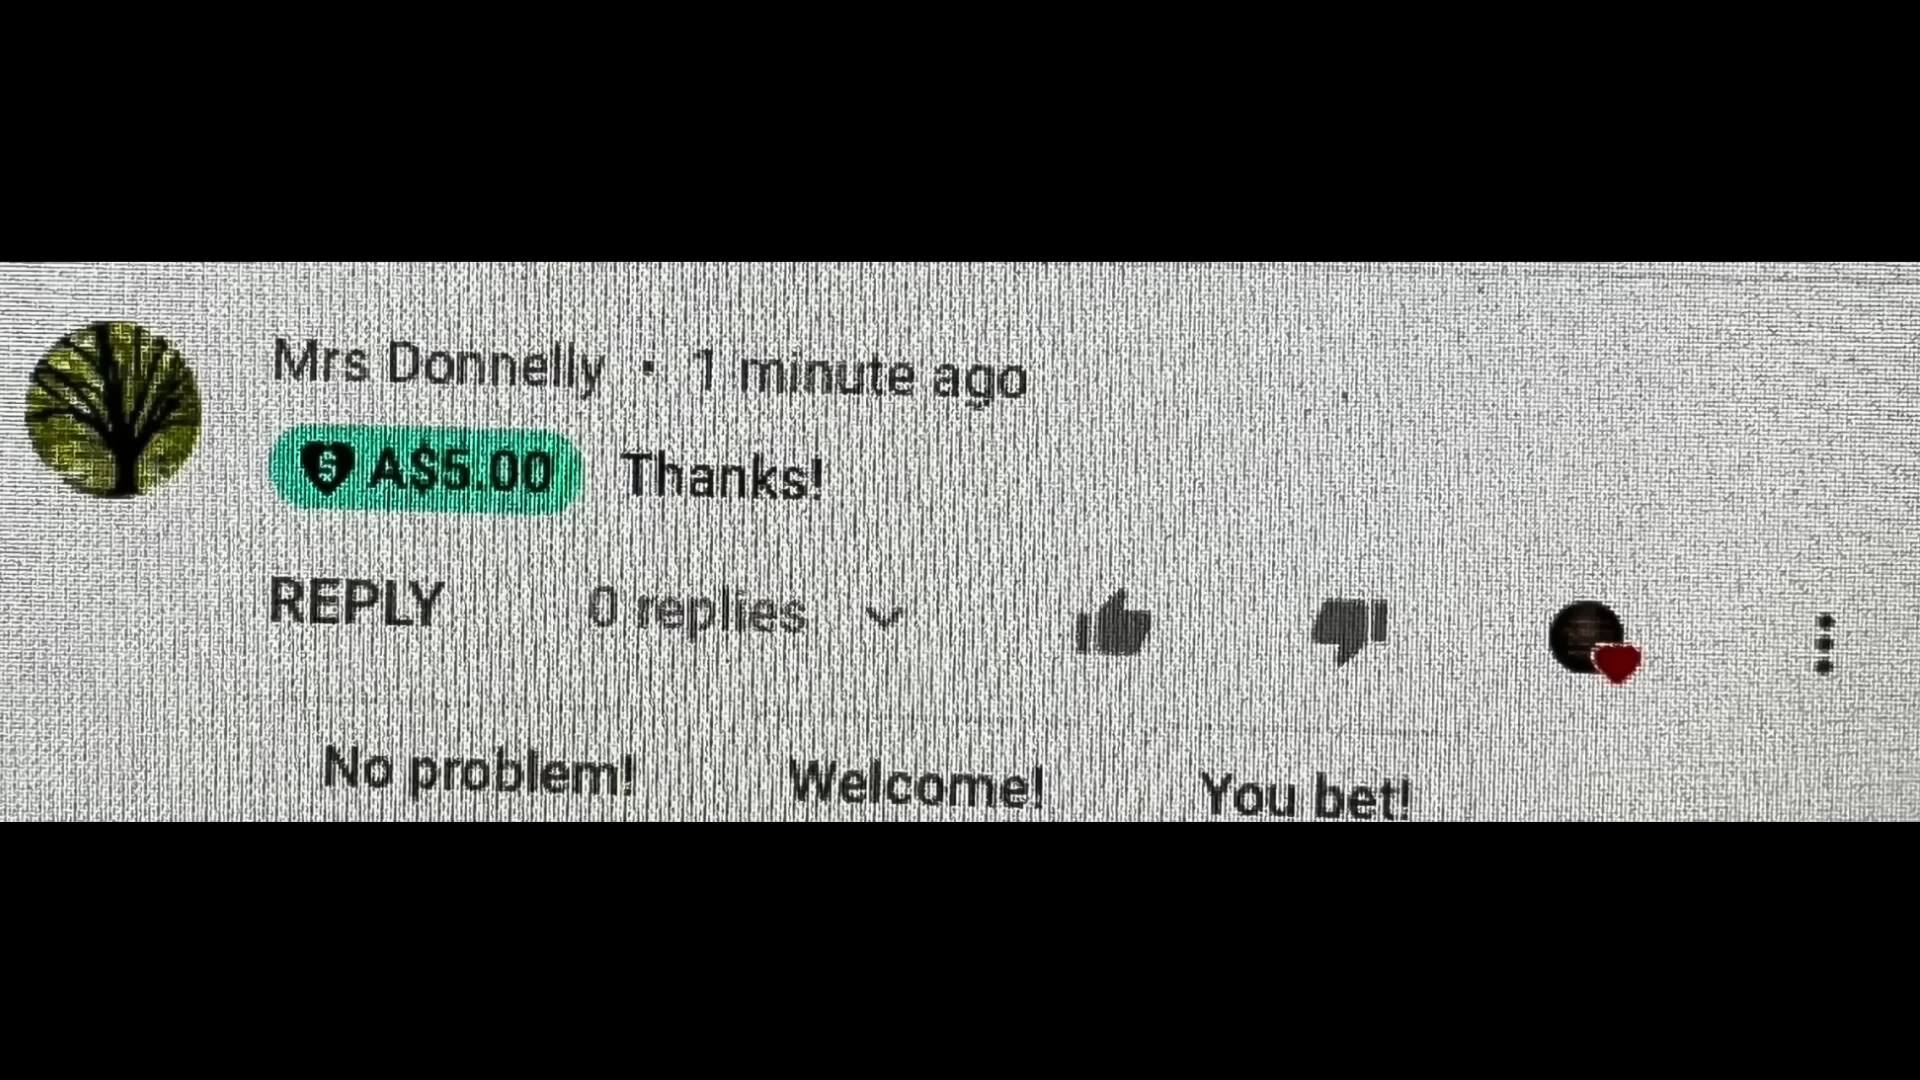 Mrs Donnelly · 1 minute ago
A$5.00 Thanks!
REPLY 0 replies
No problem! Welcome! You bet!